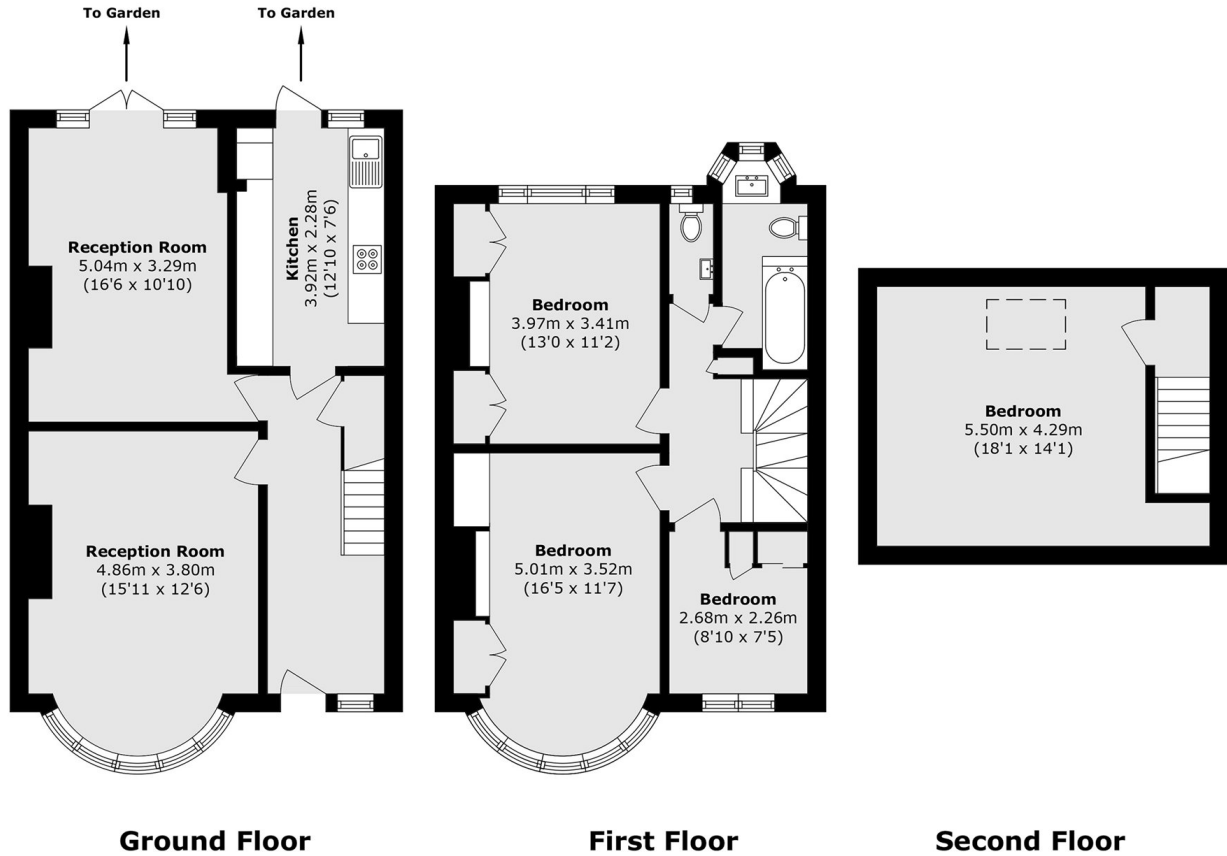 To Garden
To Garden
Reception Room
5.04m x 3.29m
(16'6 x 10'10)
Kitchen
3.92m x 2.28m
(12'10 x 7'6)
Reception Room
4.86m x 3.80m
(15'11 x 12'6)
Ground Floor
Bedroom
3.97m x 3.41m
(13'0 x 11'2)
Bedroom
5.01m x 3.52m
(16'5 x 11'7)
Bedroom
2.68m x 2.26m
(8'10 x 7'5)
First Floor
Bedroom
5.50m x 4.29m
(18'1 x 14'1)
Second Floor